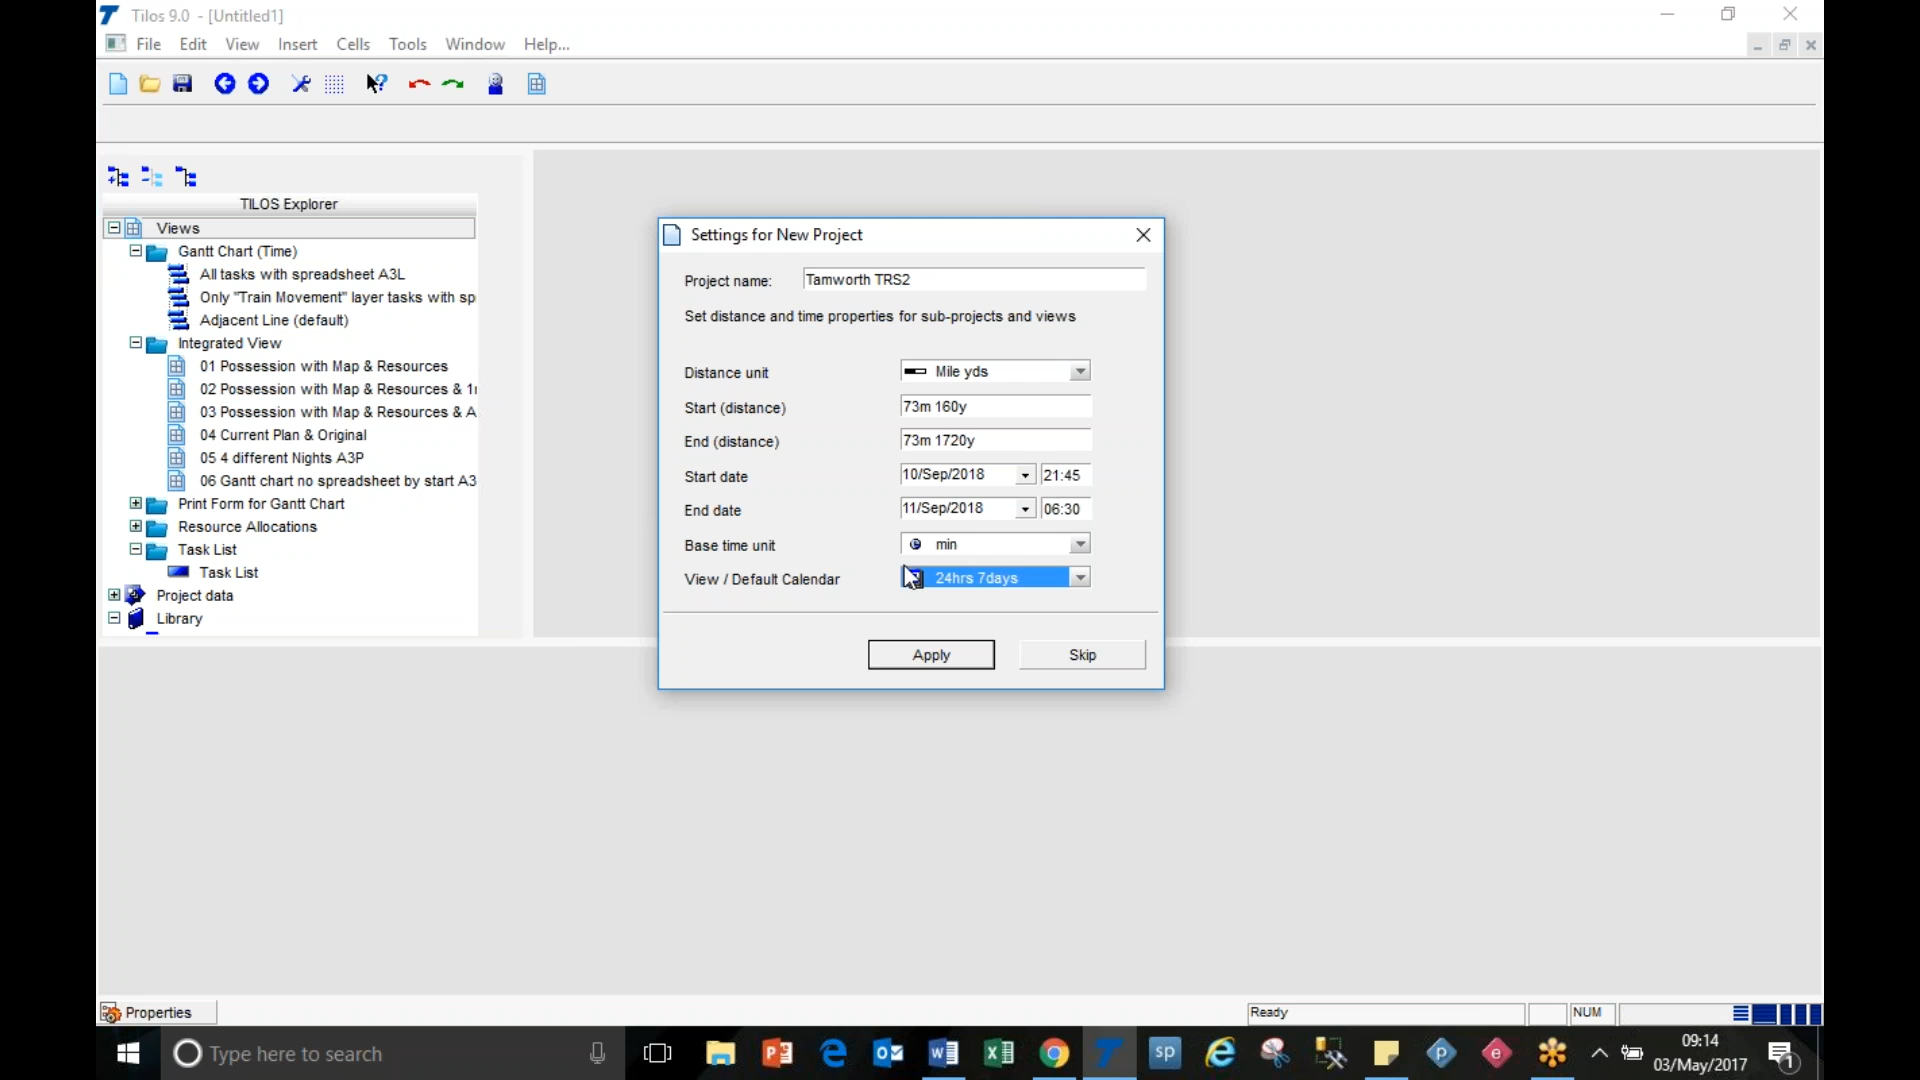 Tilos 9.0 - [Untitled1]
File Edit View Insert Cells Tools Window Help...
TILOS Explorer
Views
Gantt Chart (Time)
All tasks with spreadsheet A3L
Only "Train Movement" layer tasks with sp
Adjacent Line (default)
Integrated View
01 Possession with Map & Resources
02 Possession with Map & Resources & 1
03 Possession with Map & Resources & A
04 Current Plan & Original
05 4 different Nights A3P
06 Gantt chart no spreadsheet by start A3
Print Form for Gantt Chart
Resource Allocations
Task List
Task List
Project data
Library
Settings for New Project
Project name: Tamworth TRS2
Set distance and time properties for sub-projects and views
Distance unit Mile yds
Start (distance) 73m 160y
End (distance) 73m 1720y
Start date 10/Sep/2018 21:45
End date 11/Sep/2018 06:30
Base time unit min
View / Default Calendar 24hrs 7days
Apply Skip
Properties
Ready
NUM
Type here to search
sp
09:14
03/May/2017
1